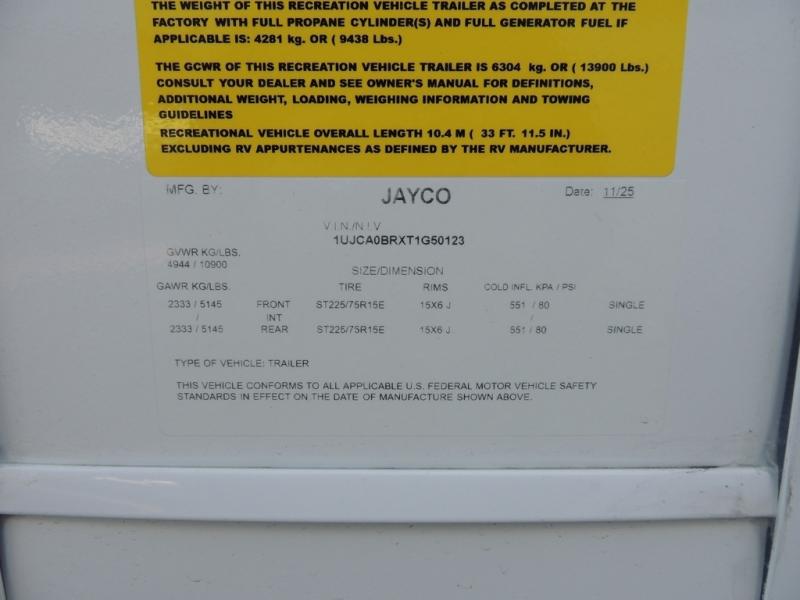 THE WEIGHT OF THIS RECREATION VEHICLE TRAILER AS COMPLETED AT THE
FACTORY WITH FULL PROPANE CYLINDER(S) AND FULL GENERATOR FUEL IF
APPLICABLE IS: 4281 kg. OR ( 9438 Lbs.)
THE GCWR OF THIS RECREATION VEHICLE TRAILER IS 6304 kg. OR ( 13900 Lbs.)
CONSULT YOUR DEALER AND SEE OWNER'S MANUAL FOR DEFINITIONS,
ADDITIONAL WEIGHT, LOADING, WEIGHING INFORMATION AND TOWING
GUIDELINES
RECREATIONAL VEHICLE OVERALL LENGTH 10.4 M ( 33 FT. 11.5 IN.)
EXCLUDING RV APPURTENANCES AS DEFINED BY THE RV MANUFACTURER.
MFG. BY: JAYCO Date: 11/25
V.I.N./N.I.V
1UJCA0BRXT1G50123
GVWR KG/LBS.
4944 / 10900
SIZE/DIMENSION
GAWR KG/LBS. TIRE RIMS COLD INFL. KPA / PSI
2333 / 5145 FRONT ST225/75R15E 15X6 J 551 / 80 SINGLE
/ INT /
2333 / 5145 REAR ST225/75R15E 15X6 J 551 / 80 SINGLE
TYPE OF VEHICLE: TRAILER
THIS VEHICLE CONFORMS TO ALL APPLICABLE U.S. FEDERAL MOTOR VEHICLE SAFETY
STANDARDS IN EFFECT ON THE DATE OF MANUFACTURE SHOWN ABOVE.